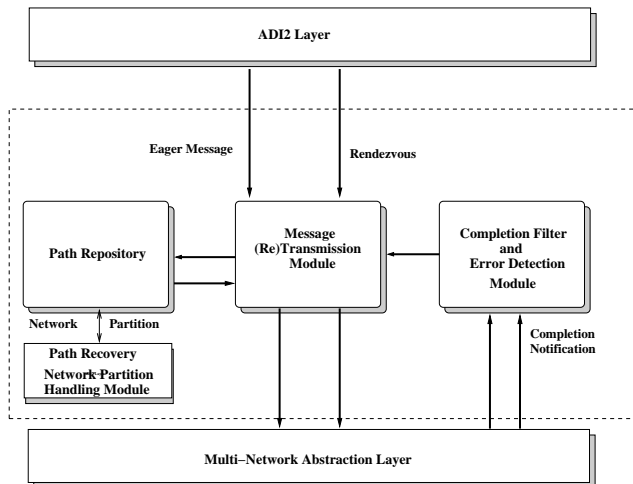 ADI2 Layer
Eager Message
Rendezvous
Path Repository
Message
(Re)Transmission
Module
Completion Filter
and
Error Detection
Module
Network
Partition
Completion
Notification
Path Recovery
Network Partition
Handling Module
Multi−Network Abstraction Layer